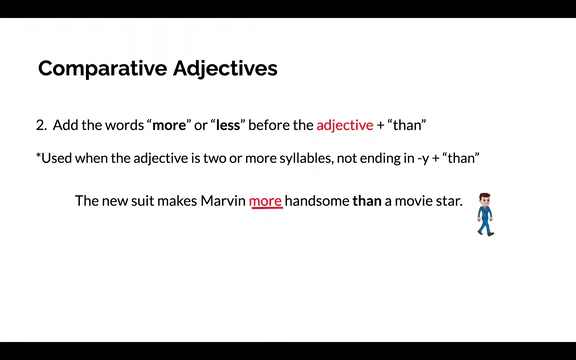 Comparative Adjectives
2. Add the words “more” or “less” before the adjective + “than”
*Used when the adjective is two or more syllables, not ending in -y + “than”
The new suit makes Marvin more handsome than a movie star.